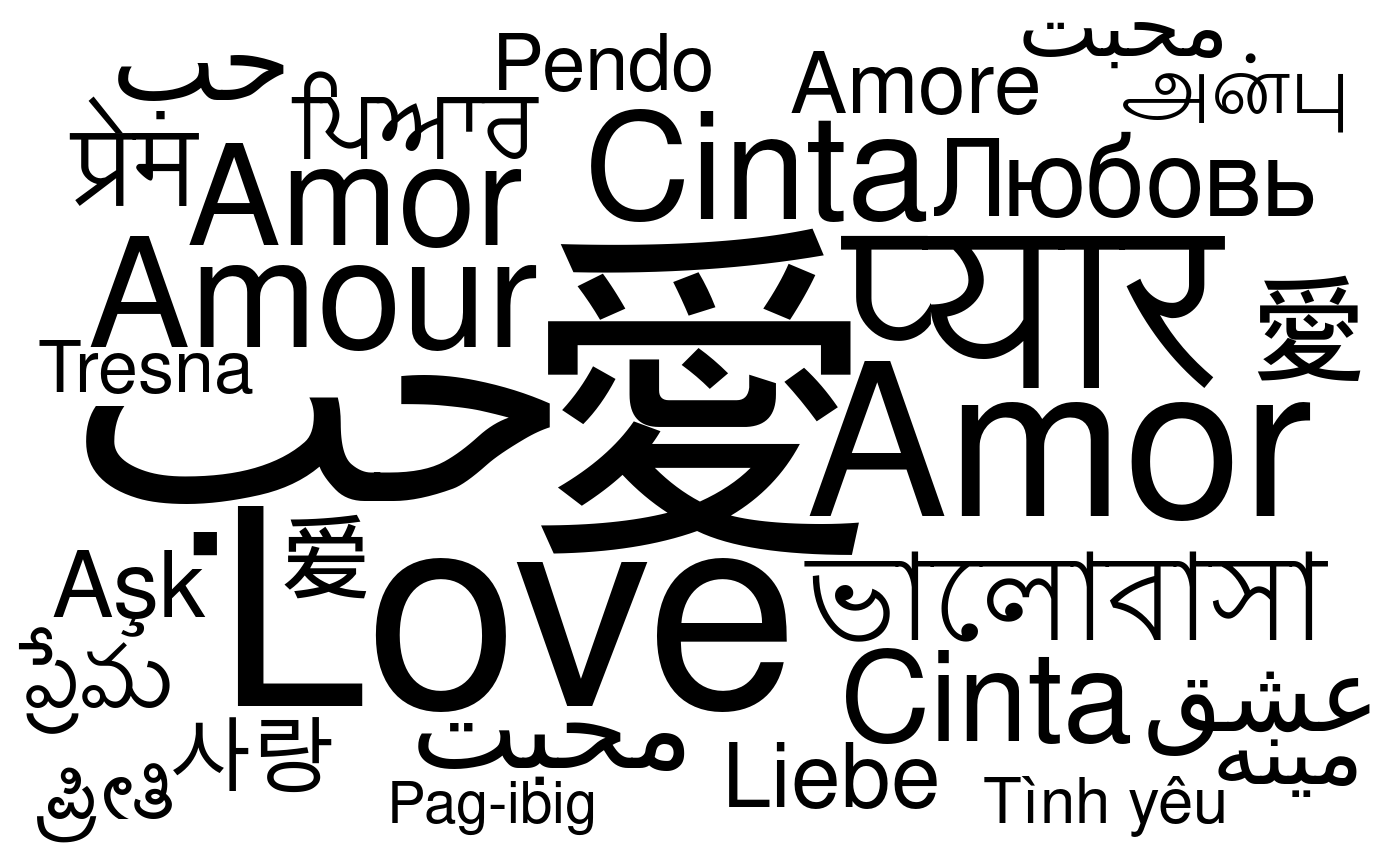 حب
Pendo
Amore
محبت
प्रेम
ਪਿਆਰ
Cinta
அன்பு
Amor
Любовь
Amour
愛
प्यार
愛
Tresna
حب
Amor
Aşk
Love
爱
ভালোবাসা
ప్రేమ
사랑
محبت
Cinta
عشق
ಪ್ರೀತಿ
Pag-ibig
Liebe
Tình yêu
مينه